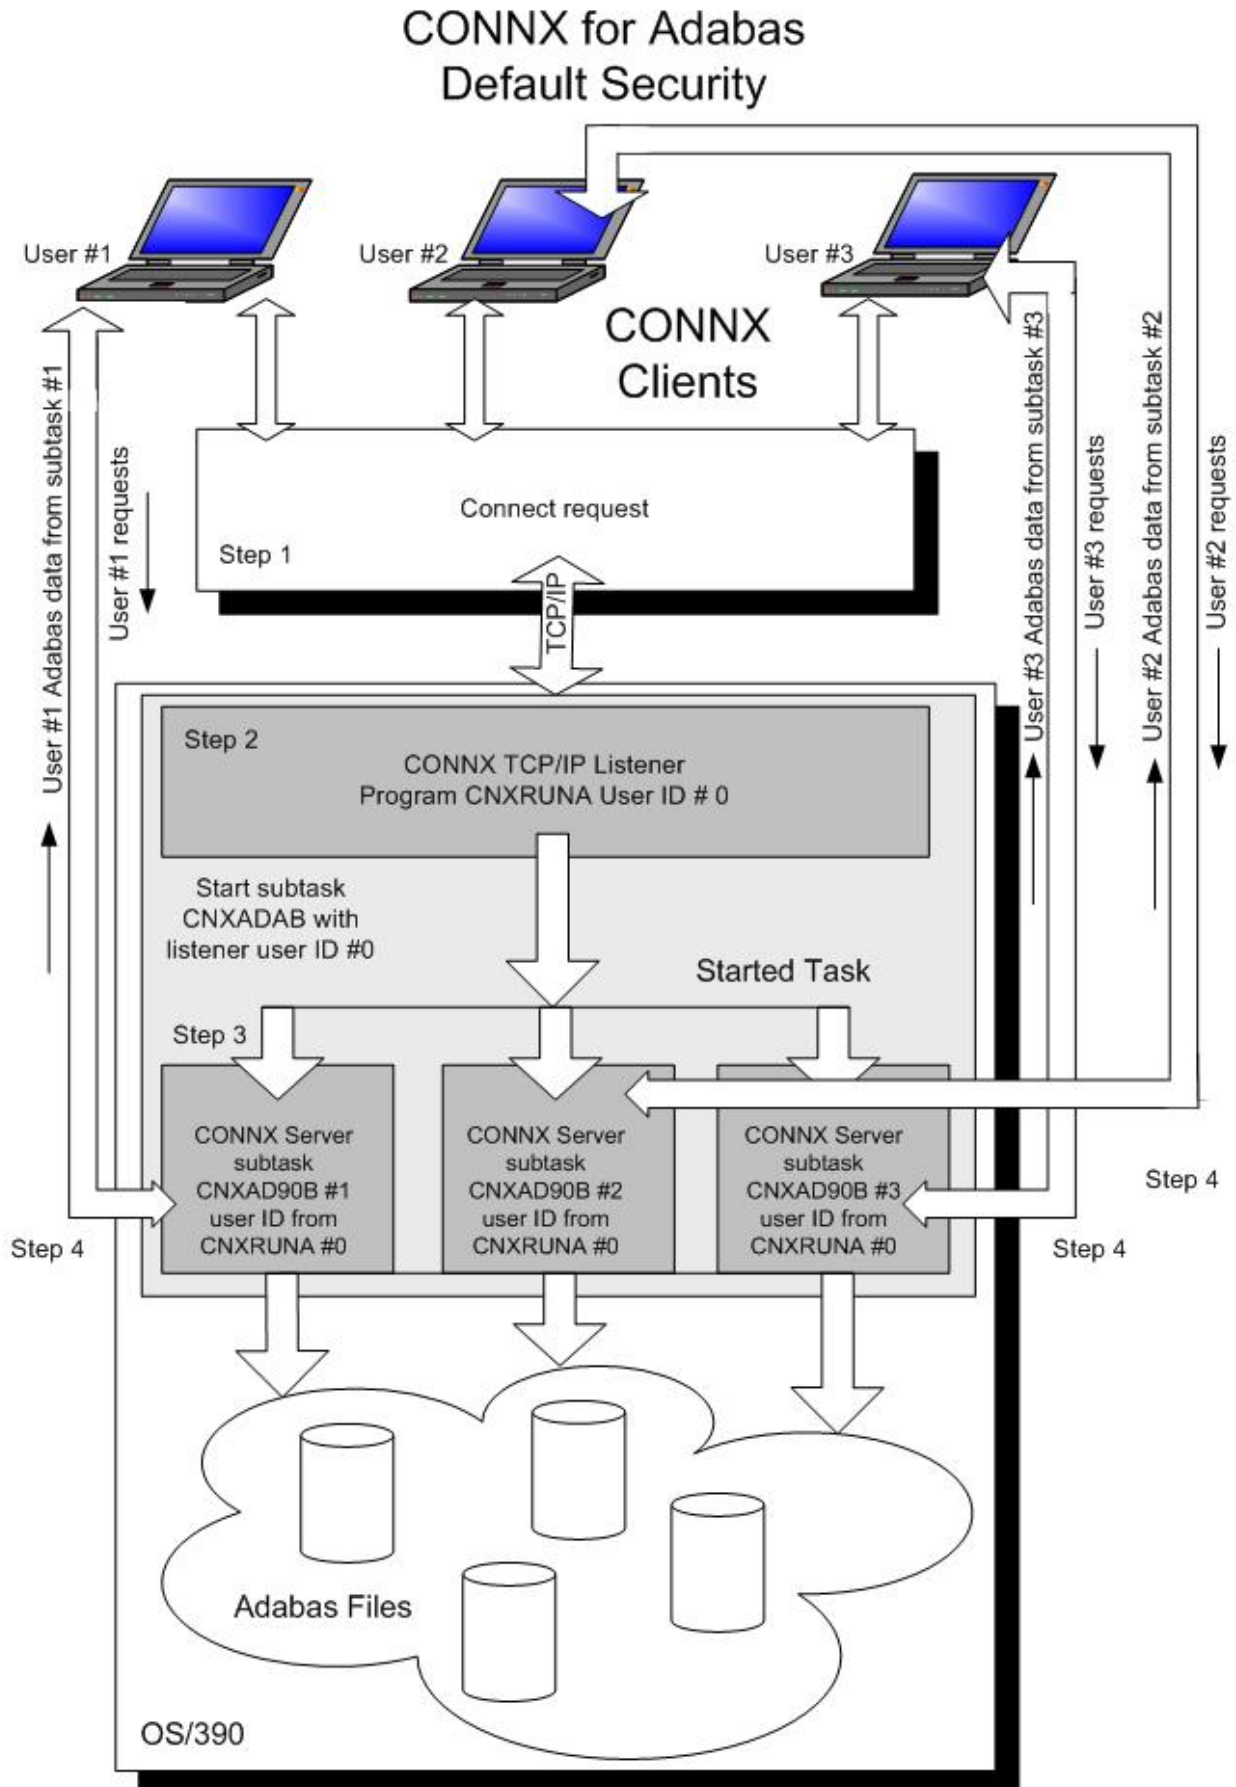 CONNX for Adabas
Default Security
User #1
User #2
User #3
CONNX
Clients
User #1 Adabas data from subtask #1
User #1 requests
Connect request
Step 1
TCP/IP
User #3 Adabas data from subtask #3
User #3 requests
User #2 Adabas data from subtask #2
User #2 requests
Step 2
CONNX TCP/IP Listener
Program CNXRUNA User ID # 0
Start subtask
CNXADAB with
listener user ID #0
Started Task
Step 3
CONNX Server
subtask
CNXAD90B #1
user ID from
CNXRUNA #0
CONNX Server
subtask
CNXAD90B #2
user ID from
CNXRUNA #0
CONNX Server
subtask
CNXAD90B #3
user ID from
CNXRUNA #0
Step 4
Step 4
Step 4
Adabas Files
OS/390